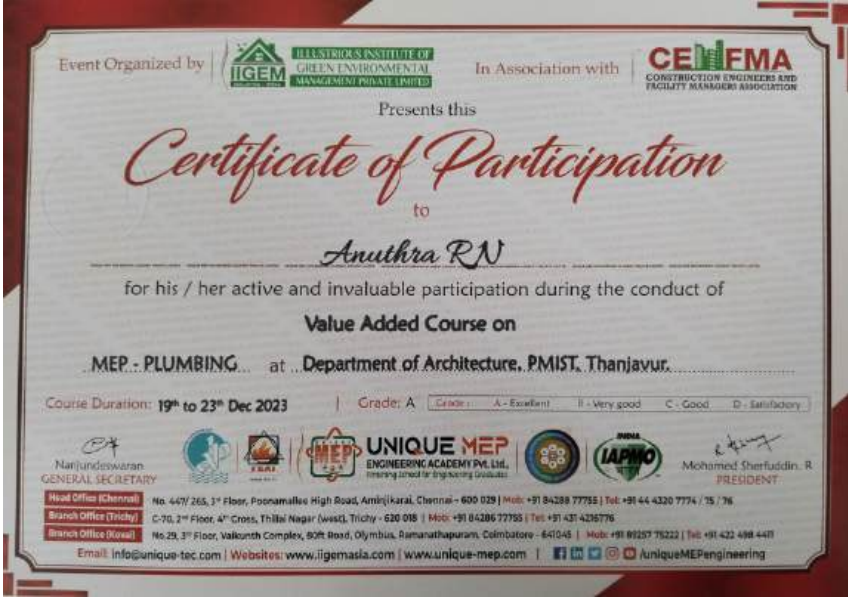 Event Organized by
IIGEM
ILLUSTRIOUS INSTITUTE OF
GREEN ENVIRONMENTAL
MANAGEMENT PRIVATE LIMITED
In Association with
CEFMA
CONSTRUCTION ENGINEERS AND
FACILITY MANAGERS ASSOCIATION
Presents this
Certificate of Participation
to
Anuthra RN
for his / her active and invaluable participation during the conduct of
Value Added Course on
MEP - PLUMBING at Department of Architecture, PMIST, Thanjavur.
Course Duration: 19th to 23rd Dec 2023 | Grade: A Grade: A - Excellent B - Very good C - Good D - Satisfactory
Nanjundeswaran
GENERAL SECRETARY
MEP
UNIQUE MEP
ENGINEERING ACADEMY Pvt. Ltd.,
Finishing School for Engineering Graduates
INDIA
IAPMO
Mohamed Sherfuddin. R
PRESIDENT
Head Office (Chennai) No. 447/ 265, 1st Floor, Poonamallee High Road, Aminjikarai, Chennai - 600 029 | Mob: +91 84288 77755 | Tel: +91 44 4320 7774 / 75 / 76
Branch Office (Trichy) C-70, 2nd Floor, 4th Cross, Thillai Nagar (west), Trichy - 620 018 | Mob: +91 84286 77755 | Tel: +91 431 4216776
Branch Office (Kovai) No.29, 3rd Floor, Vaikunth Complex, 80ft Road, Olymbus, Ramanathapuram, Coimbatore - 641045 | Mob: +91 89257 75222 | Tel: +91 422 498 4411
Email: info@unique-tec.com | Websites: www.iigemasia.com | www.unique-mep.com | /uniqueMEPengineering